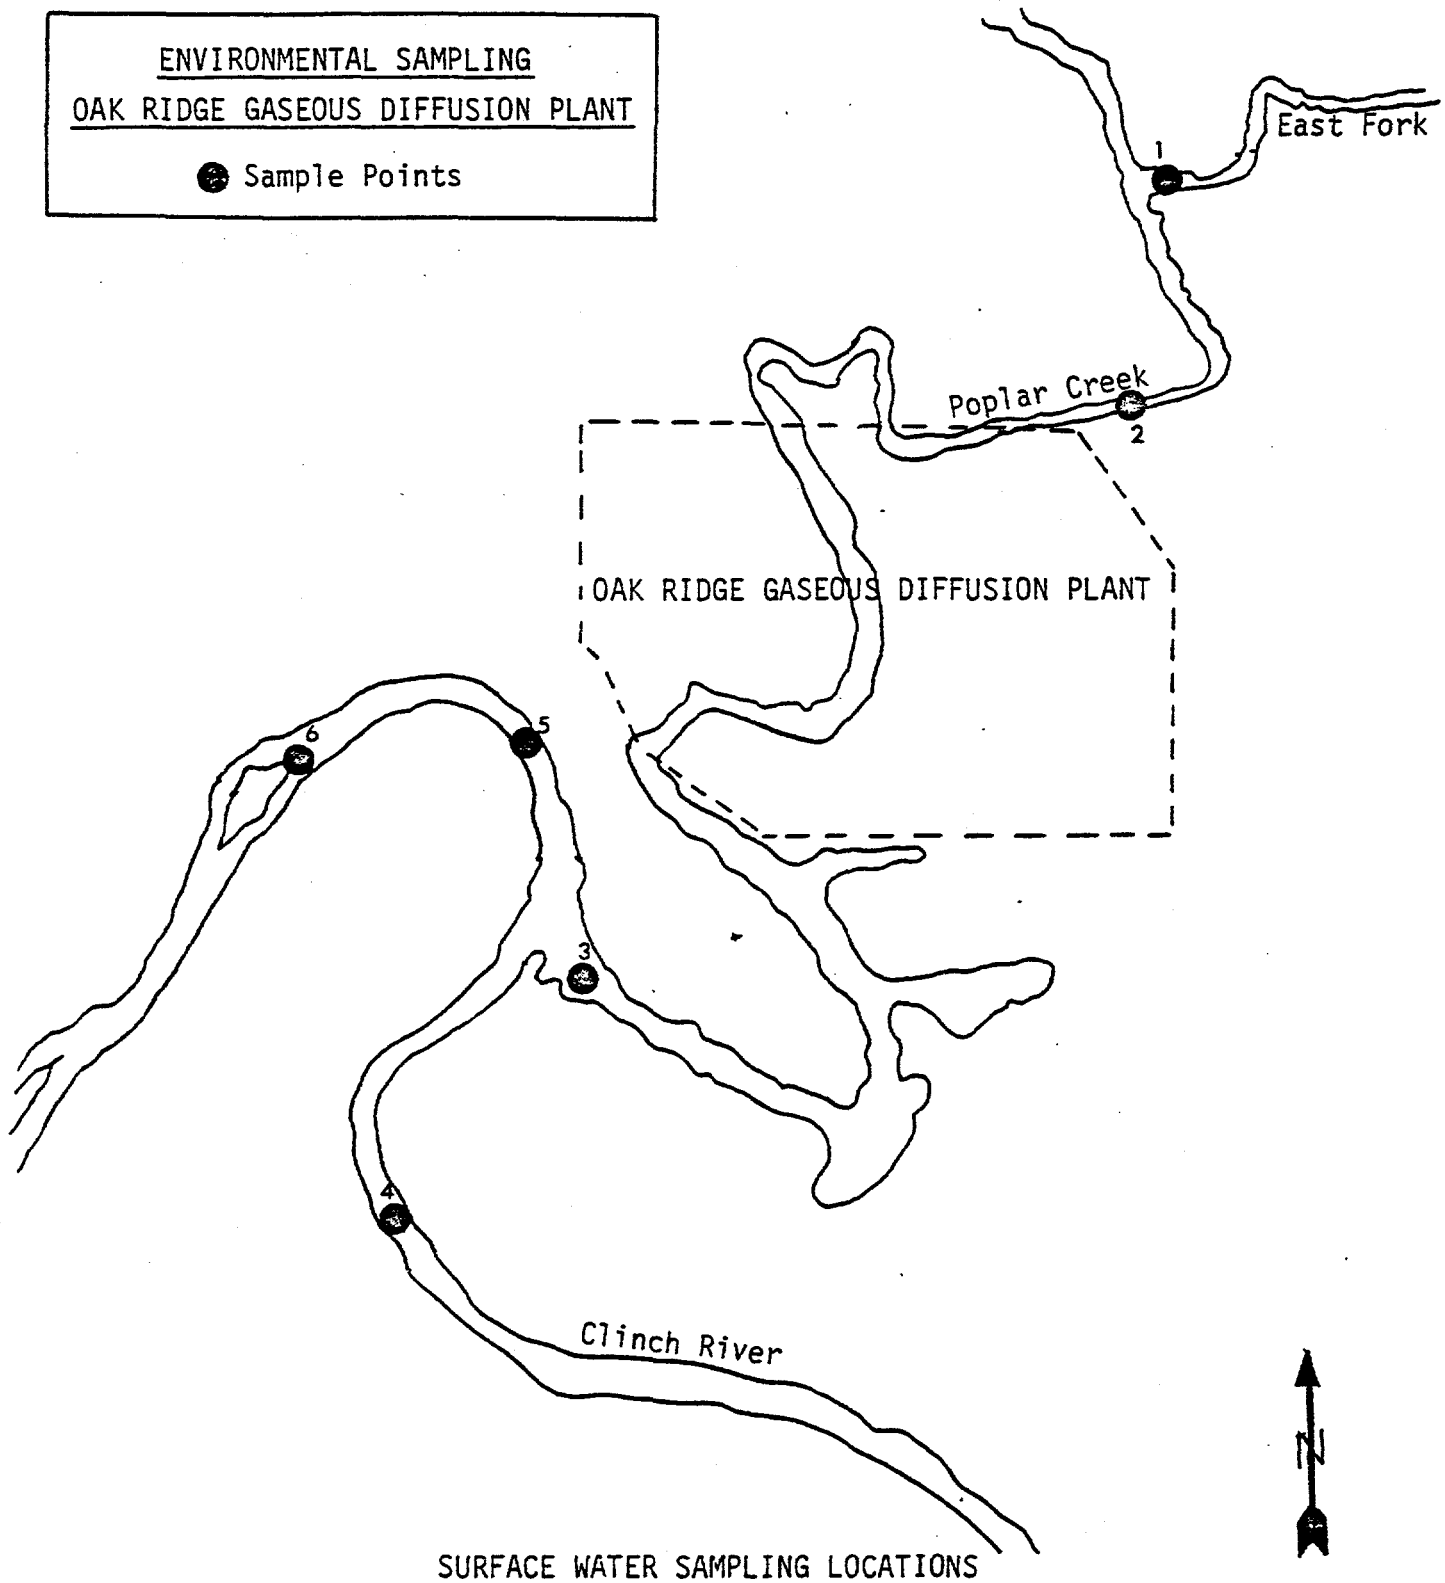 ENVIRONMENTAL SAMPLING
OAK RIDGE GASEOUS DIFFUSION PLANT
Sample Points
East Fork
1
Poplar Creek
2
OAK RIDGE GASEOUS DIFFUSION PLANT
5
6
3
4
Clinch River
N
SURFACE WATER SAMPLING LOCATIONS